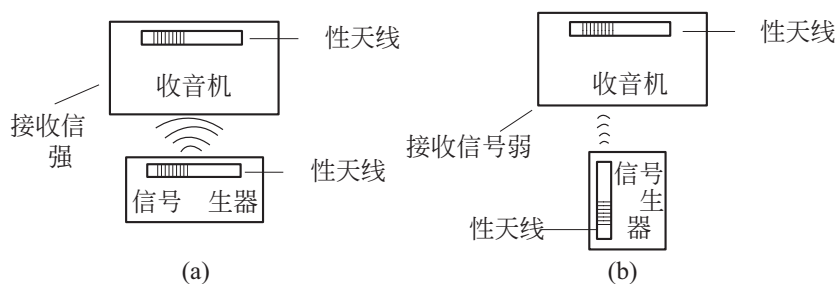 性天线
收音机
接收信
强
性天线
信号 生器
(a)
性天线
收音机
接收信号弱
信号
生
器
性天线
(b)